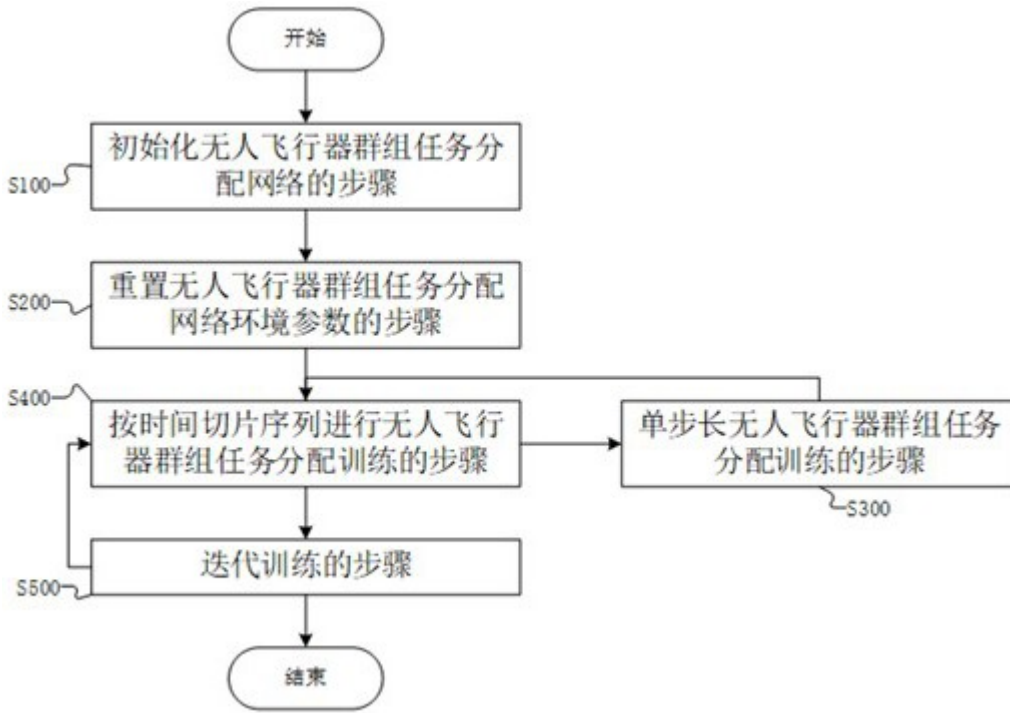 开始
S100
初始化无人飞行器群组任务分
配网络的步骤
S200
重置无人飞行器群组任务分配
网络环境参数的步骤
S400
按时间切片序列进行无人飞行
器群组任务分配训练的步骤
单步长无人飞行器群组任务
分配训练的步骤
S300
迭代训练的步骤
S500
结束